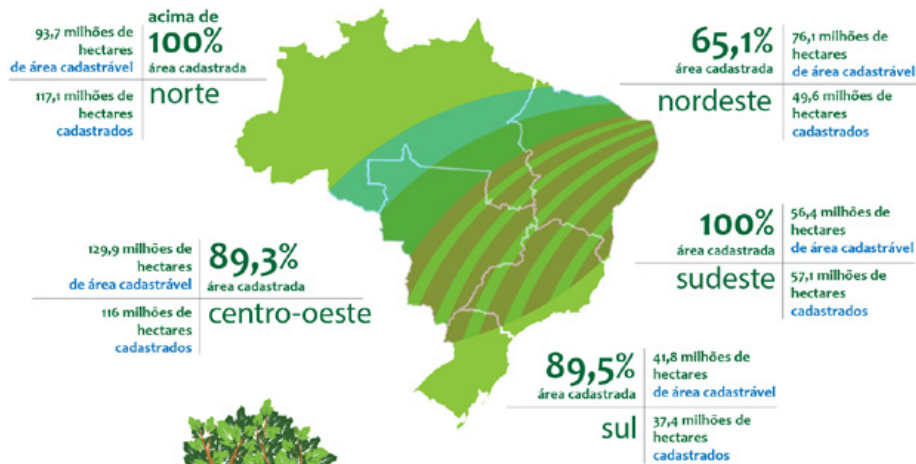 93,7 milhões de
hectares
de área cadastrável
117,1 milhões de
hectares
cadastrados
acima de
100%
área cadastrada
norte
65,1%
área cadastrada
nordeste
76,1 milhões de
hectares
de área cadastrável
49,6 milhões de
hectares
cadastrados
129,9 milhões de
hectares
de área cadastrável
116 milhões de
hectares
cadastrados
89,3%
área cadastrada
centro-oeste
100%
área cadastrada
sudeste
56,4 milhões de
hectares
de área cadastrável
57,1 milhões de
hectares
cadastrados
89,5%
área cadastrada
sul
41,8 milhões de
hectares
de área cadastrável
37,4 milhões de
hectares
cadastrados